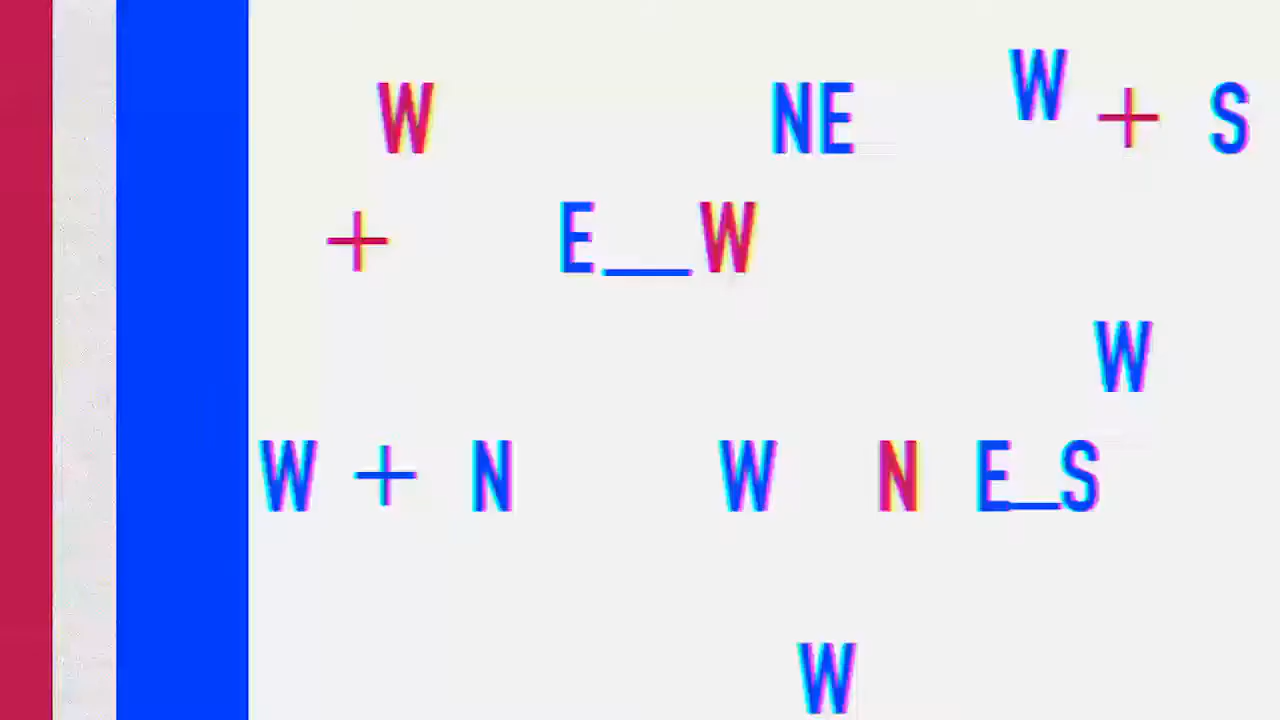 W NE W + S
+ E__W
W
W + N W N E_S
W